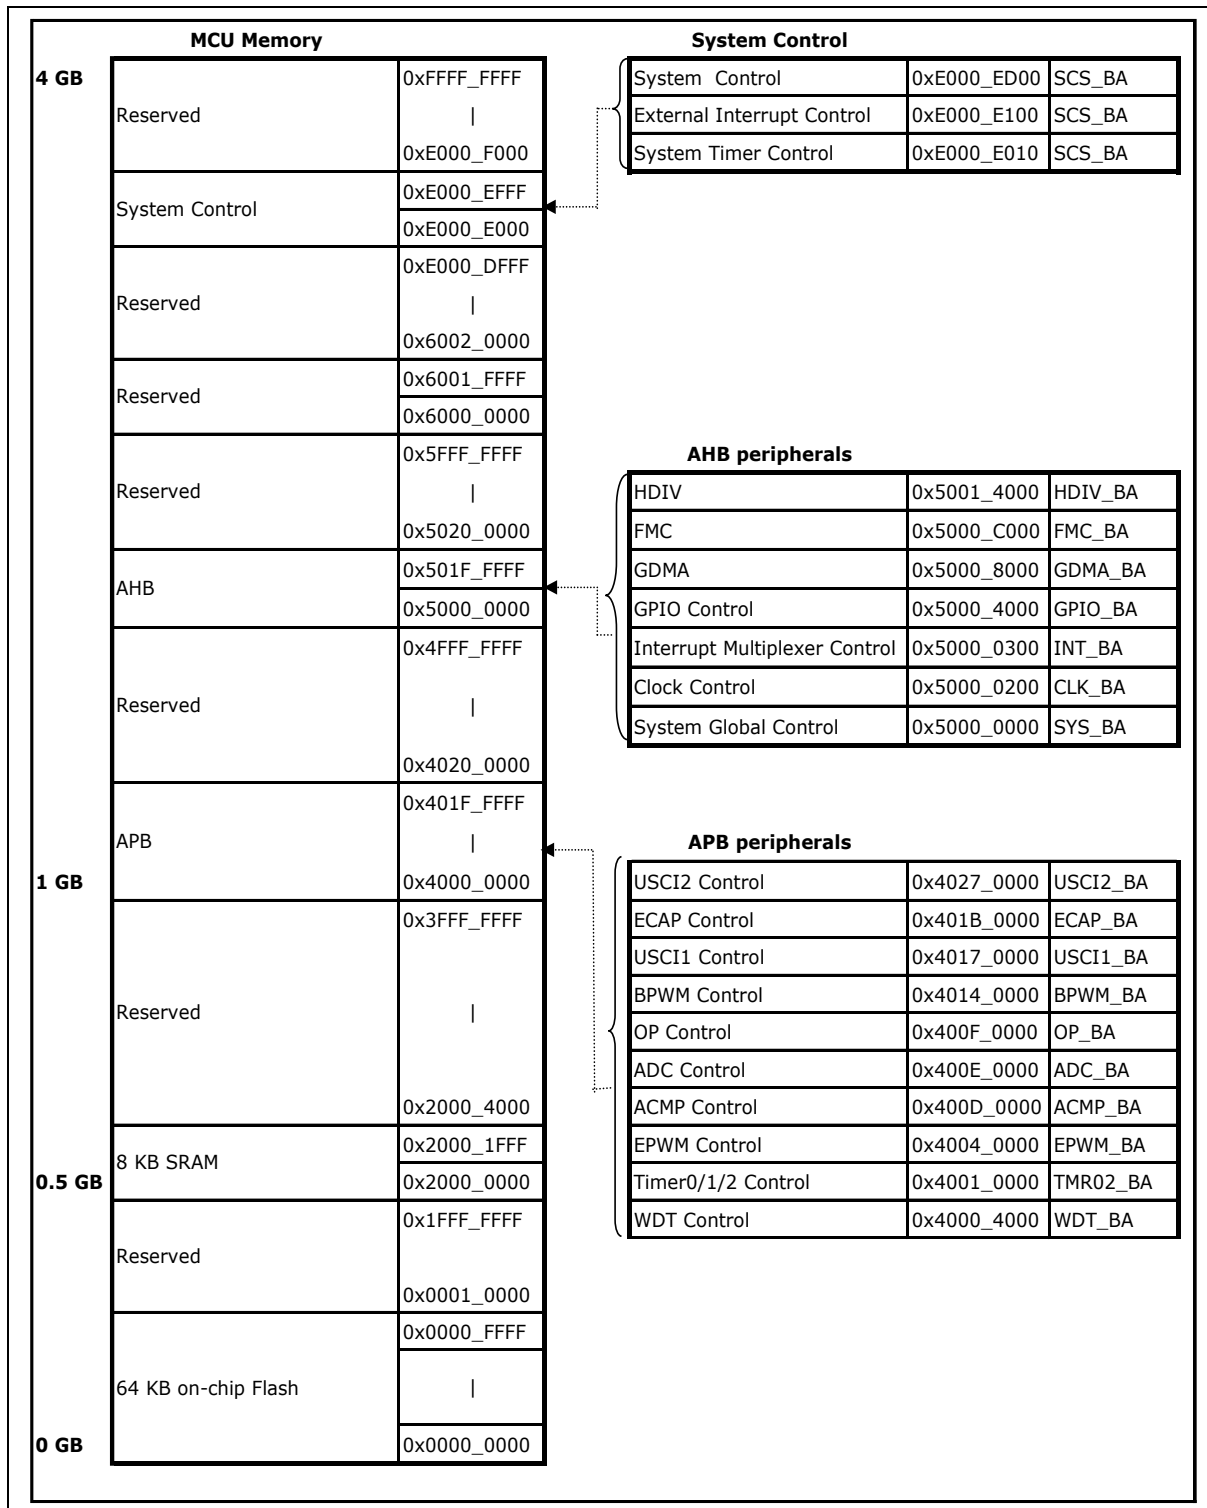 MCU Memory
4 GB
Reserved
0xFFFF_FFFF
|
0xE000_F000
System Control
0xE000_EFFF
0xE000_E000
Reserved
0xE000_DFFF
|
0x6002_0000
Reserved
0x6001_FFFF
0x6000_0000
Reserved
0x5FFF_FFFF
|
0x5020_0000
AHB
0x501F_FFFF
0x5000_0000
Reserved
0x4FFF_FFFF
|
0x4020_0000
APB
0x401F_FFFF
|
1 GB
0x4000_0000
Reserved
0x3FFF_FFFF
|
0x2000_4000
8 KB SRAM
0x2000_1FFF
0.5 GB
0x2000_0000
Reserved
0x1FFF_FFFF
0x0001_0000
64 KB on-chip Flash
0x0000_FFFF
|
0 GB
0x0000_0000
System Control
System Control 0xE000_ED00 SCS_BA
External Interrupt Control 0xE000_E100 SCS_BA
System Timer Control 0xE000_E010 SCS_BA
AHB peripherals
HDIV 0x5001_4000 HDIV_BA
FMC 0x5000_C000 FMC_BA
GDMA 0x5000_8000 GDMA_BA
GPIO Control 0x5000_4000 GPIO_BA
Interrupt Multiplexer Control 0x5000_0300 INT_BA
Clock Control 0x5000_0200 CLK_BA
System Global Control 0x5000_0000 SYS_BA
APB peripherals
USCI2 Control 0x4027_0000 USCI2_BA
ECAP Control 0x401B_0000 ECAP_BA
USCI1 Control 0x4017_0000 USCI1_BA
BPWM Control 0x4014_0000 BPWM_BA
OP Control 0x400F_0000 OP_BA
ADC Control 0x400E_0000 ADC_BA
ACMP Control 0x400D_0000 ACMP_BA
EPWM Control 0x4004_0000 EPWM_BA
Timer0/1/2 Control 0x4001_0000 TMR02_BA
WDT Control 0x4000_4000 WDT_BA